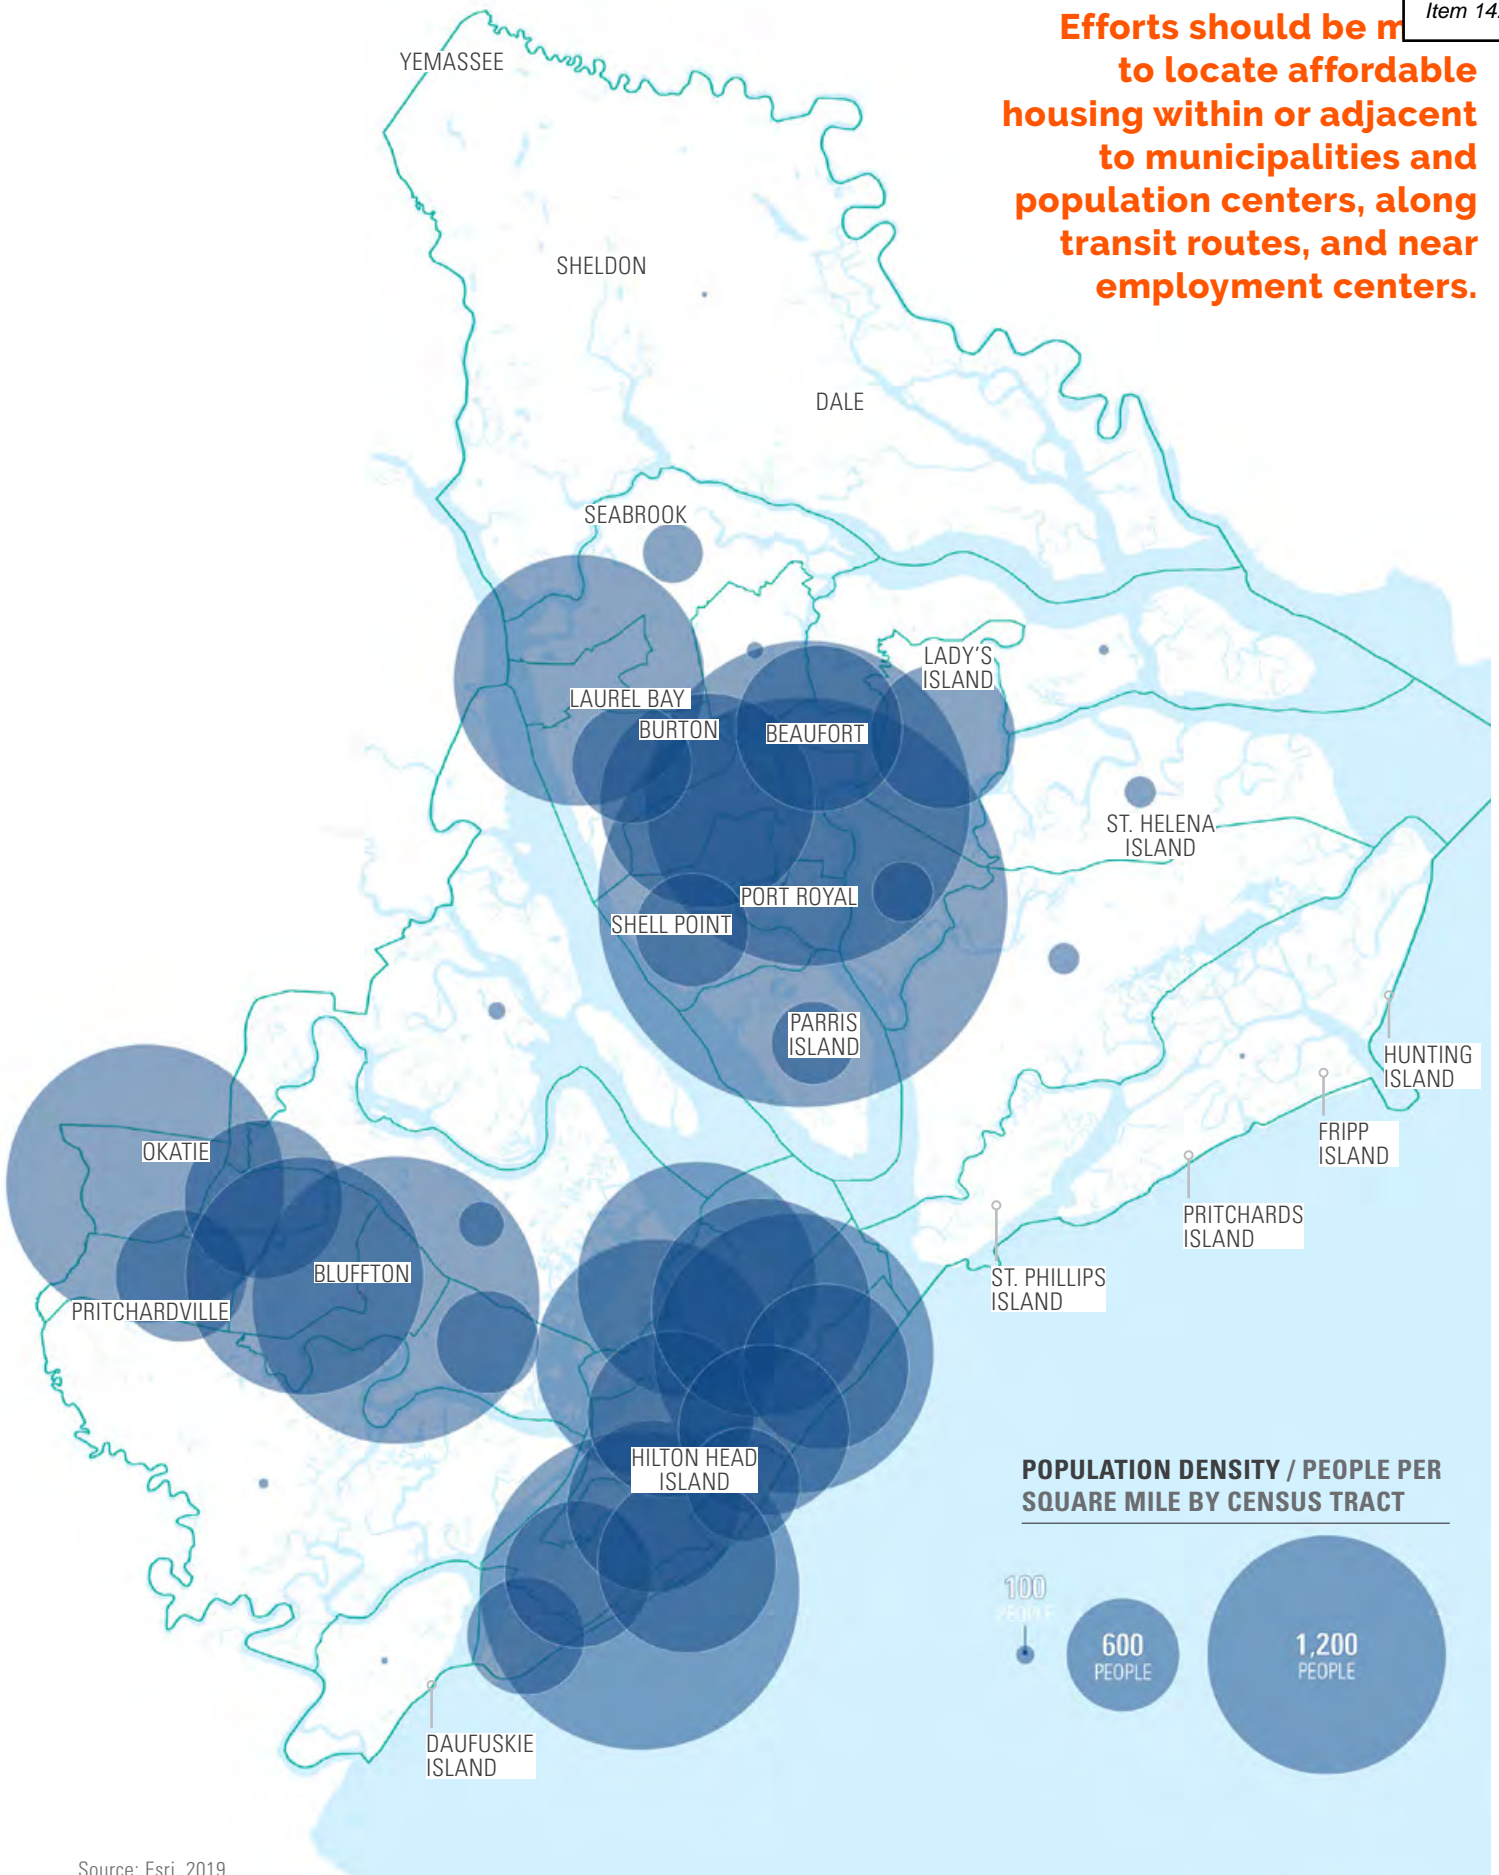 Item 14.
Efforts should be m
to locate affordable
housing within or adjacent
to municipalities and
population centers, along
transit routes, and near
employment centers.
YEMASSEE
SHELDON
DALE
SEABROOK
LADY'S
ISLAND
LAUREL BAY
BURTON
BEAUFORT
ST. HELENA
ISLAND
PORT ROYAL
SHELL POINT
PARRIS
ISLAND
HUNTING
ISLAND
FRIPP
ISLAND
OKATIE
PRITCHARDS
ISLAND
BLUFFTON
ST. PHILLIPS
ISLAND
PRITCHARDVILLE
HILTON HEAD
ISLAND
POPULATION DENSITY / PEOPLE PER
SQUARE MILE BY CENSUS TRACT
100
PEOPLE
600
PEOPLE
1,200
PEOPLE
DAUFUSKIE
ISLAND
Source: Esri, 2019